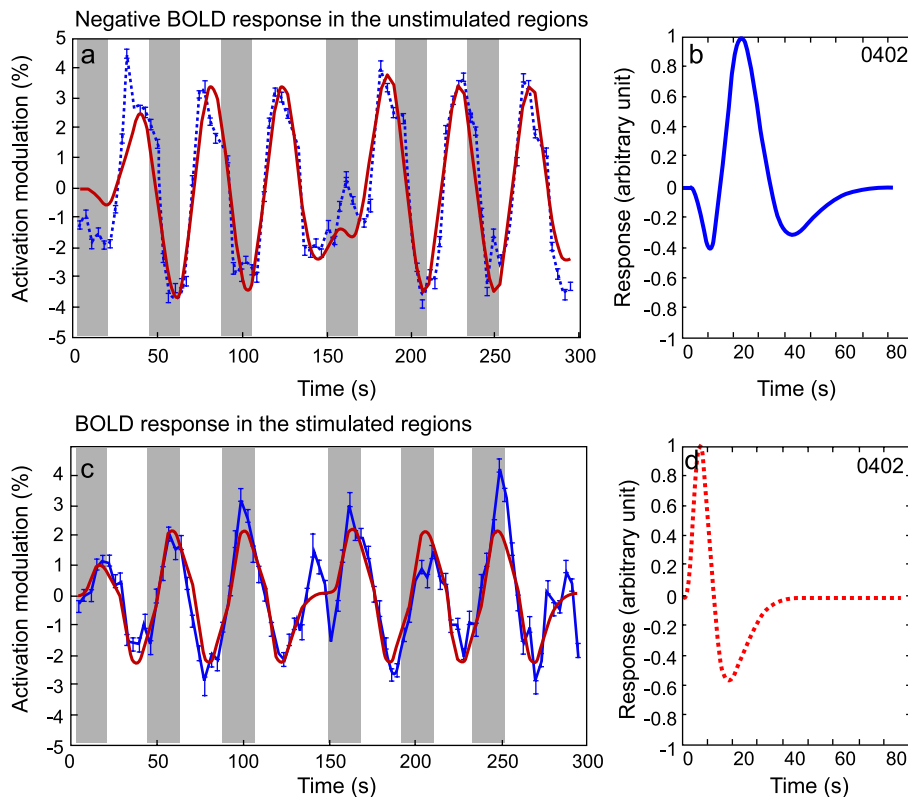 Negative BOLD response in the unstimulated regions
a
Activation modulation (%)
5
4
3
2
1
0
-1
-2
-3
-4
-5
0 50 100 150 200 250 300
Time (s)
b
0402
Response (arbitrary unit)
1
0.8
0.6
0.4
0.2
0
-0.2
-0.4
-0.6
-0.8
-1
0 20 40 60 80
Time (s)
BOLD response in the stimulated regions
c
Activation modulation (%)
4
3
2
1
0
-1
-2
-3
-4
-5
0 50 100 150 200 250 300
Time (s)
d
0402
Response (arbitrary unit)
1
0.8
0.6
0.4
0.2
0
-0.2
-0.4
-0.6
-0.8
-1
0 20 40 60 80
Time (s)